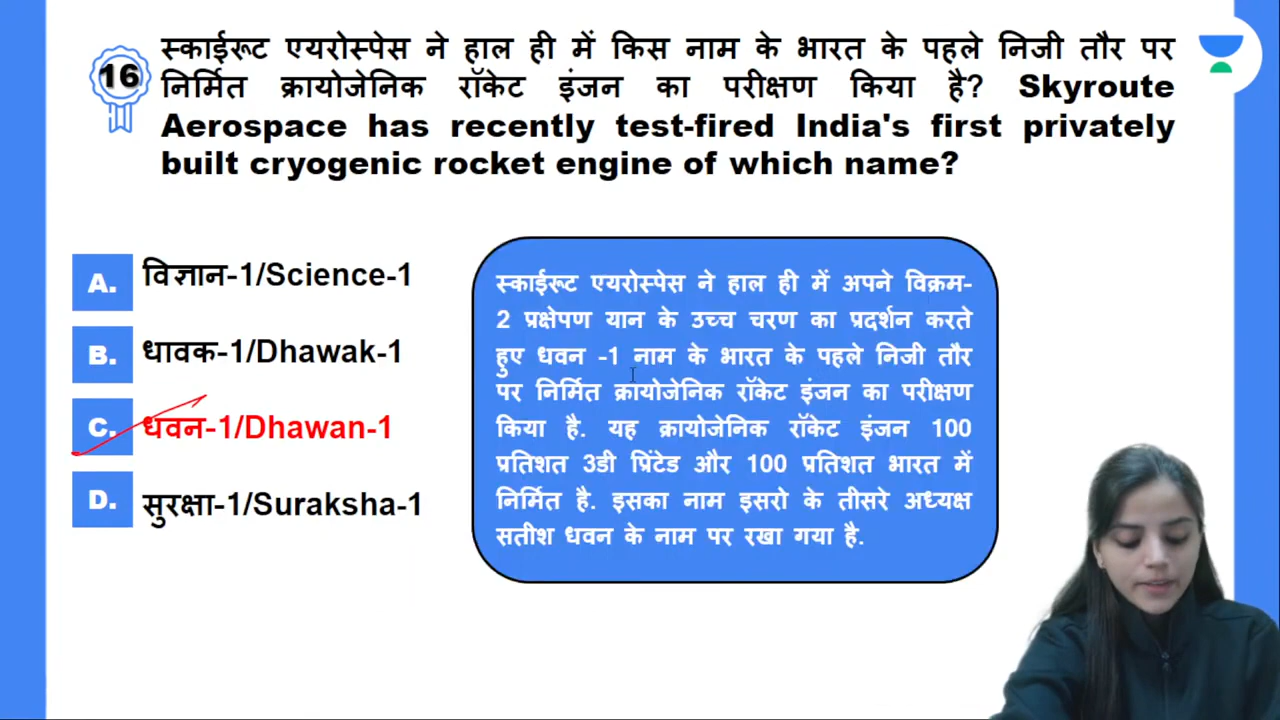 16
स्काईरूट एयरोस्पेस ने हाल ही में किस नाम के भारत के पहले निजी तौर पर
निर्मित क्रायोजेनिक रॉकेट इंजन का परीक्षण किया है? Skyroute
Aerospace has recently test-fired India's first privately
built cryogenic rocket engine of which name?
A. विज्ञान-1/Science-1
B. धावक-1/Dhawak-1
C. धवन-1/Dhawan-1
D. सुरक्षा-1/Suraksha-1
स्काईरूट एयरोस्पेस ने हाल ही में अपने विक्रम-
2 प्रक्षेपण यान के उच्च चरण का प्रदर्शन करते
हुए धवन -1 नाम के भारत के पहले निजी तौर
पर निर्मित क्रायोजेनिक रॉकेट इंजन का परीक्षण
किया है. यह क्रायोजेनिक रॉकेट इंजन 100
प्रतिशत 3डी प्रिंटेड और 100 प्रतिशत भारत में
निर्मित है. इसका नाम इसरो के तीसरे अध्यक्ष
सतीश धवन के नाम पर रखा गया है.